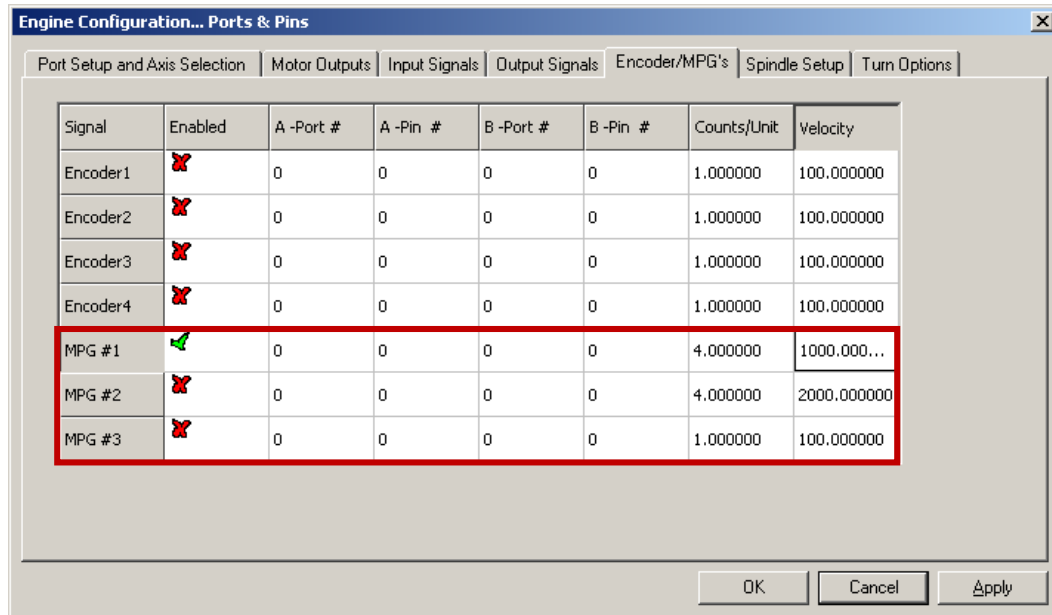 Engine Configuration... Ports & Pins
Port Setup and Axis Selection Motor Outputs Input Signals Output Signals Encoder/MPG's Spindle Setup Turn Options
Signal Enabled A -Port # A -Pin # B -Port # B -Pin # Counts/Unit Velocity
Encoder1 0 0 0 0 1.000000 100.000000
Encoder2 0 0 0 0 1.000000 100.000000
Encoder3 0 0 0 0 1.000000 100.000000
Encoder4 0 0 0 0 1.000000 100.000000
MPG #1 0 0 0 0 4.000000 1000.000...
MPG #2 0 0 0 0 4.000000 2000.000000
MPG #3 0 0 0 0 1.000000 100.000000
OK Cancel Apply